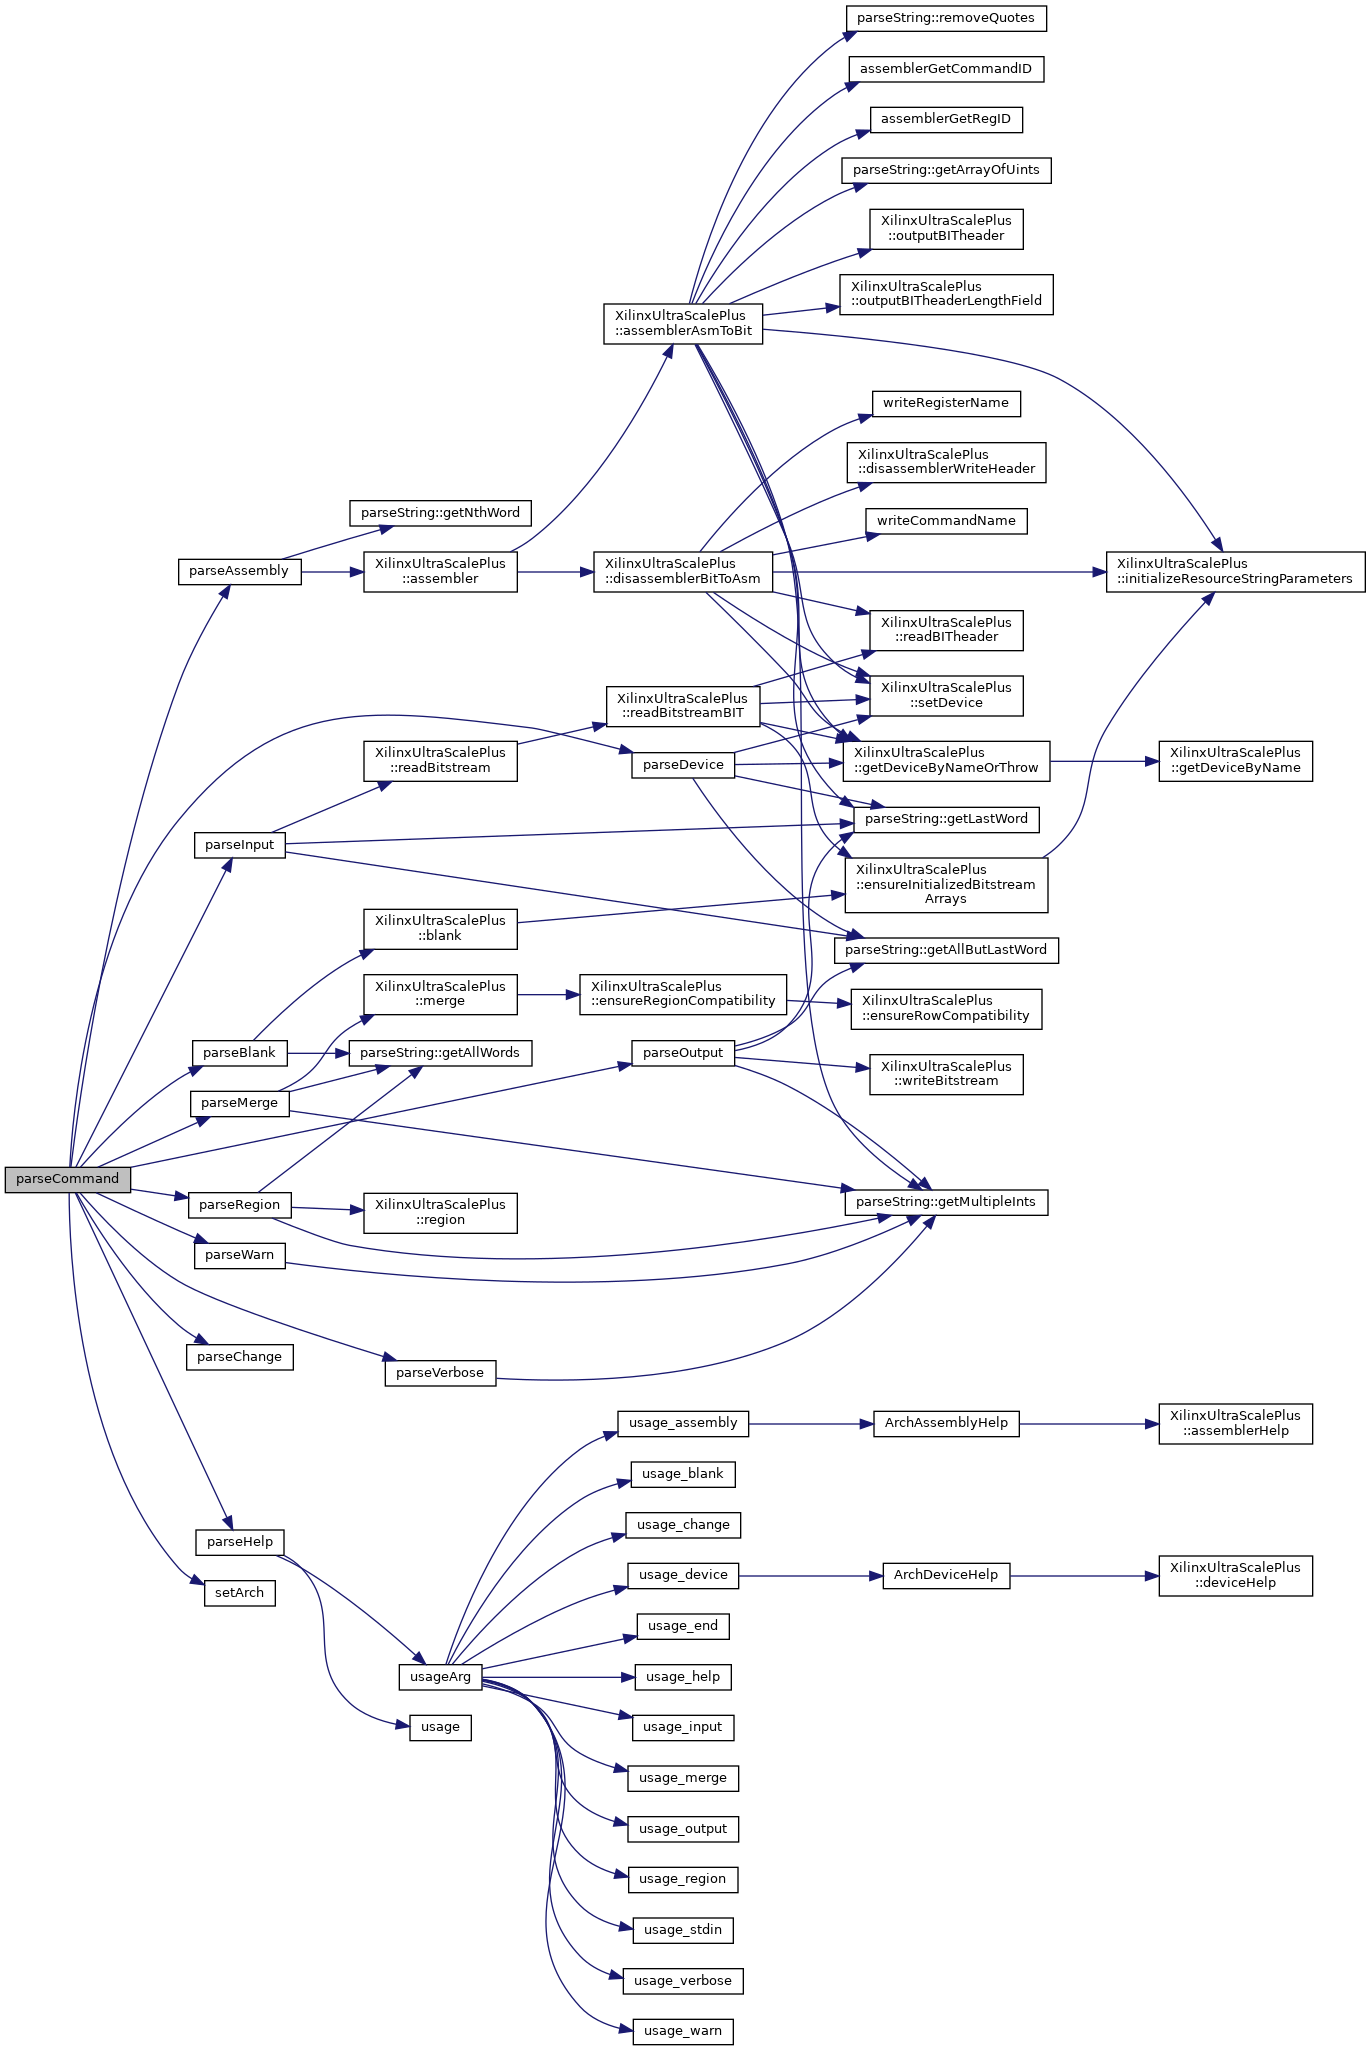 parseString::removeQuotes
assemblerGetCommandID
assemblerGetRegID
parseString::getArrayOfUints
XilinxUltraScalePlus
::outputBITheader
XilinxUltraScalePlus
::outputBITheaderLengthField
XilinxUltraScalePlus
::assemblerAsmToBit
writeRegisterName
XilinxUltraScalePlus
::disassemblerWriteHeader
parseString::getNthWord
writeCommandName
parseAssembly
XilinxUltraScalePlus
::assembler
XilinxUltraScalePlus
::disassemblerBitToAsm
XilinxUltraScalePlus
::initializeResourceStringParameters
XilinxUltraScalePlus
::readBITheader
XilinxUltraScalePlus
::setDevice
XilinxUltraScalePlus
::readBitstreamBIT
XilinxUltraScalePlus
::readBitstream
parseDevice
XilinxUltraScalePlus
::getDeviceByNameOrThrow
XilinxUltraScalePlus
::getDeviceByName
parseString::getLastWord
parseInput
XilinxUltraScalePlus
::ensureInitializedBitstream
Arrays
XilinxUltraScalePlus
::blank
parseString::getAllButLastWord
XilinxUltraScalePlus
::merge
XilinxUltraScalePlus
::ensureRegionCompatibility
XilinxUltraScalePlus
::ensureRowCompatibility
parseBlank
parseString::getAllWords
parseOutput
XilinxUltraScalePlus
::writeBitstream
parseMerge
parseCommand
parseRegion
XilinxUltraScalePlus
::region
parseString::getMultipleInts
parseWarn
parseChange
parseVerbose
usage_assembly
ArchAssemblyHelp
XilinxUltraScalePlus
::assemblerHelp
usage_blank
usage_change
parseHelp
usage_device
ArchDeviceHelp
XilinxUltraScalePlus
::deviceHelp
setArch
usage_end
usageArg
usage_help
usage
usage_input
usage_merge
usage_output
usage_region
usage_stdin
usage_verbose
usage_warn